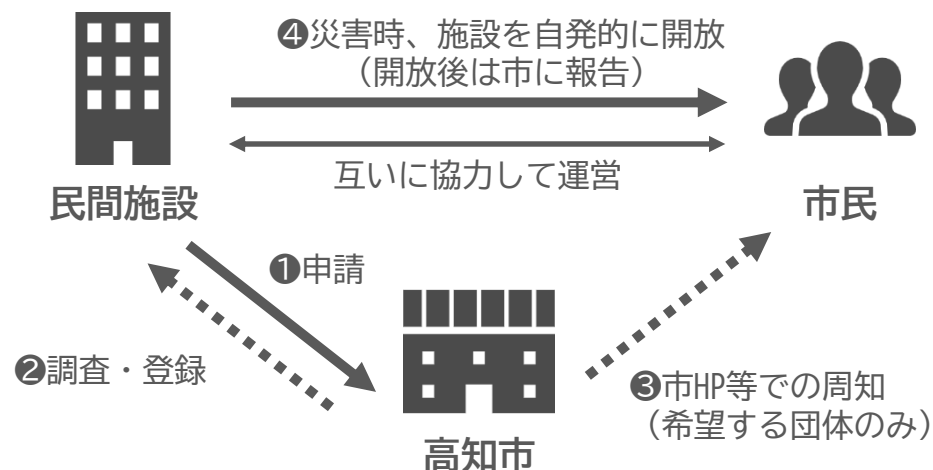 ❹災害時、施設を自発的に開放
（開放後は市に報告）
互いに協力して運営
民間施設
市民
❶申請
❷調査・登録
❸市HP等での周知
（希望する団体のみ）
高知市